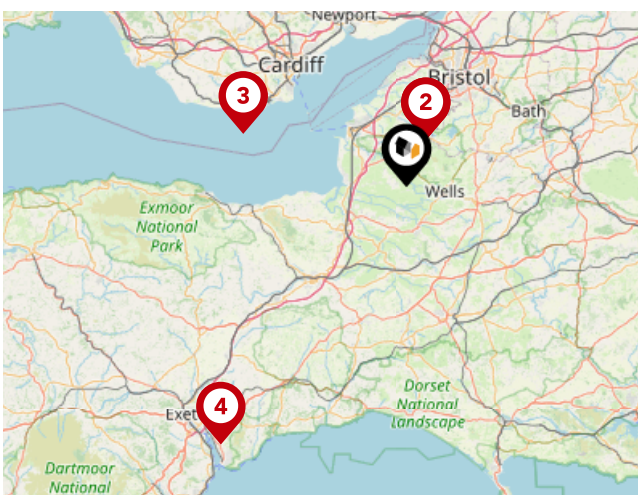 Newport
Cardiff
Bristol
3
2
Bath
Wells
Exmoor
National
Park
4
Exet
Dorset
National
Landscape
Dartmoor
National